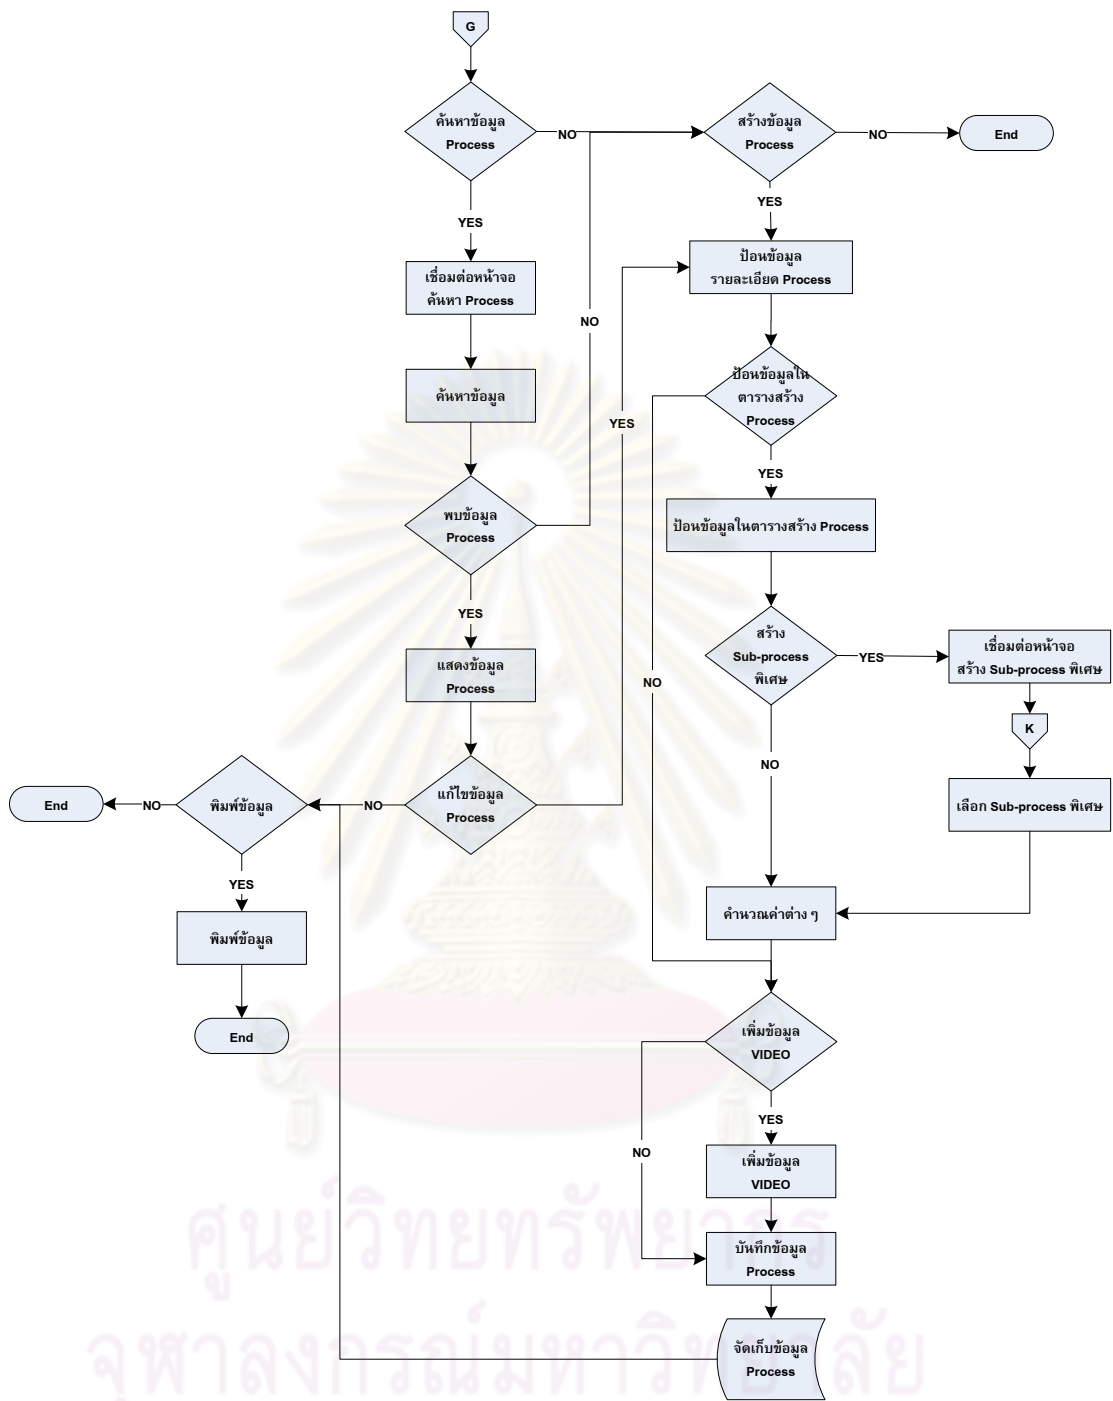 G
ค้นหาข้อมูล
Process
NO
สร้างข้อมูล
Process
NO
End
YES
YES
เชื่อมต่อหน้าจอ
ค้นหา Process
ป้อนข้อมูล
รายละเอียด Process
NO
ค้นหาข้อมูล
ป้อนข้อมูลใน
ตารางสร้าง
Process
YES
YES
พบข้อมูล
Process
ป้อนข้อมูลในตารางสร้าง Process
YES
สร้าง
Sub-process
พิเศษ
YES
เชื่อมต่อหน้าจอ
สร้าง Sub-process พิเศษ
แสดงข้อมูล
Process
NO
K
NO
End
NO
พิมพ์ข้อมูล
NO
แก้ไขข้อมูล
Process
เลือก Sub-process พิเศษ
YES
พิมพ์ข้อมูล
คำนวณค่าต่าง ๆ
End
เพิ่มข้อมูล
VIDEO
YES
NO
เพิ่มข้อมูล
VIDEO
บันทึกข้อมูล
Process
จัดเก็บข้อมูล
Process
ศูนย์วิทยทรัพยากร
จุฬาลงกรณ์มหาวิทยาลัย